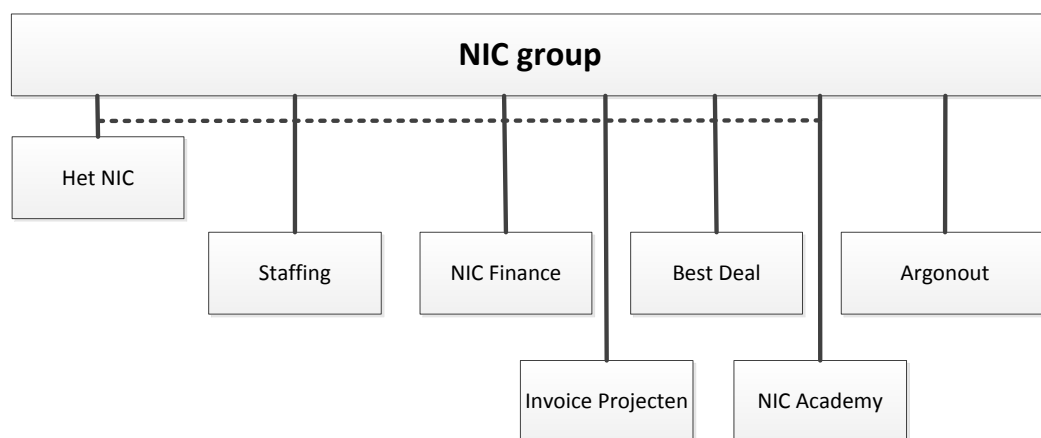 NIC group
Het NIC
Staffing
NIC Finance
Best Deal
Argonout
Invoice Projecten
NIC Academy